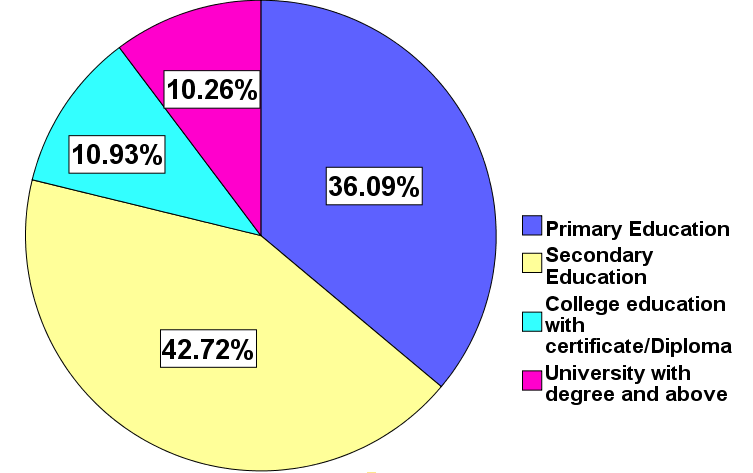 10.26%
10.93%
36.09%
42.72%
Primary Education
Secondary
Education
College education
with
certificate/Diploma
University with
degree and above